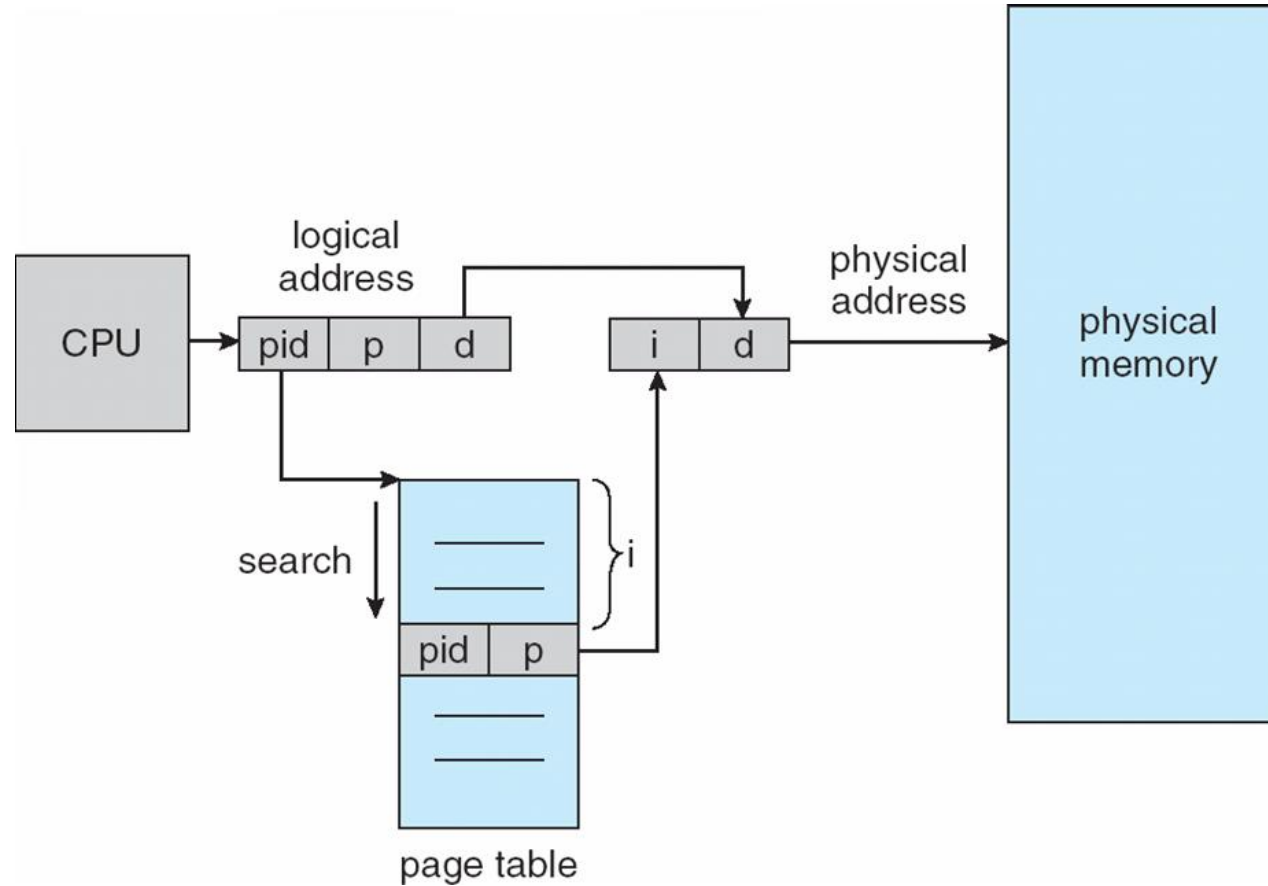 logical
address
physical
address
CPU
pid
p
d
i
d
physical
memory
search
i
pid
p
page table